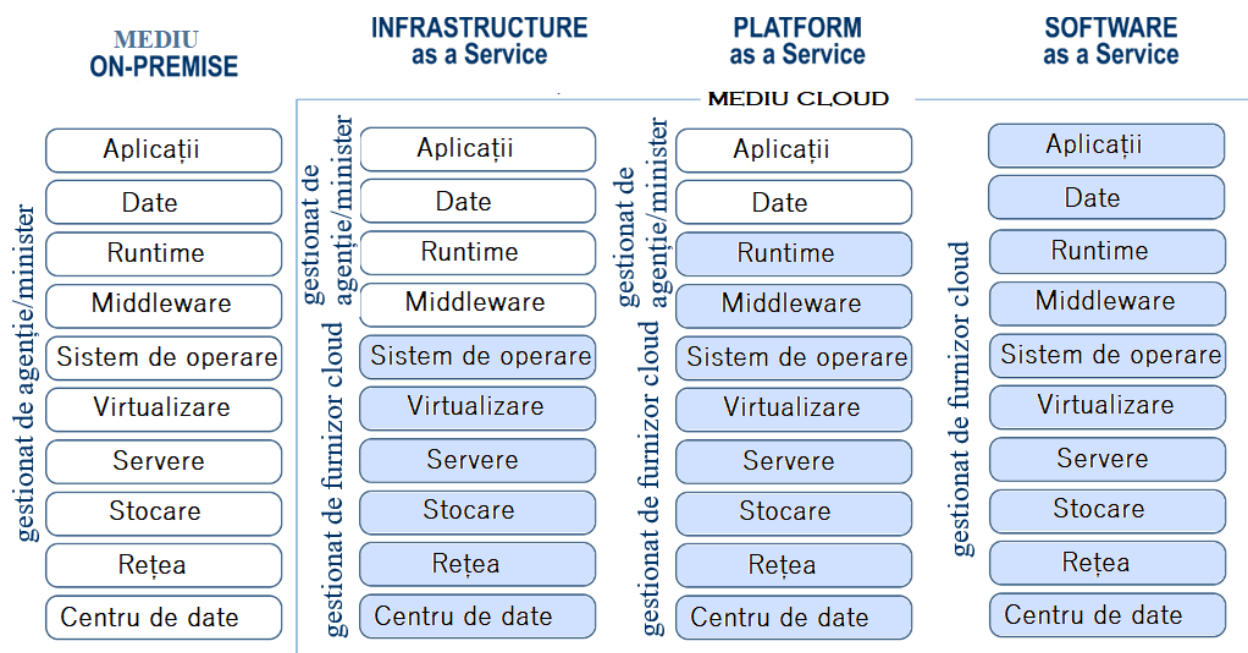 MEDIU
ON-PREMISE
INFRASTRUCTURE
as a Service
PLATFORM
as a Service
SOFTWARE
as a Service
MEDIU CLOUD
gestionat de agenție/minister
Aplicații
Date
Runtime
Middleware
Sistem de operare
Virtualizare
Servere
Stocare
Rețea
Centru de date
gestionat de
agenție/minister
gestionat de furnizor cloud
Aplicații
Date
Runtime
Middleware
Sistem de operare
Virtualizare
Servere
Stocare
Rețea
Centru de date
gestionat de
agenție/minister
gestionat de furnizor cloud
Aplicații
Date
Runtime
Middleware
Sistem de operare
Virtualizare
Servere
Stocare
Rețea
Centru de date
gestionat de furnizor cloud
Aplicații
Date
Runtime
Middleware
Sistem de operare
Virtualizare
Servere
Stocare
Rețea
Centru de date